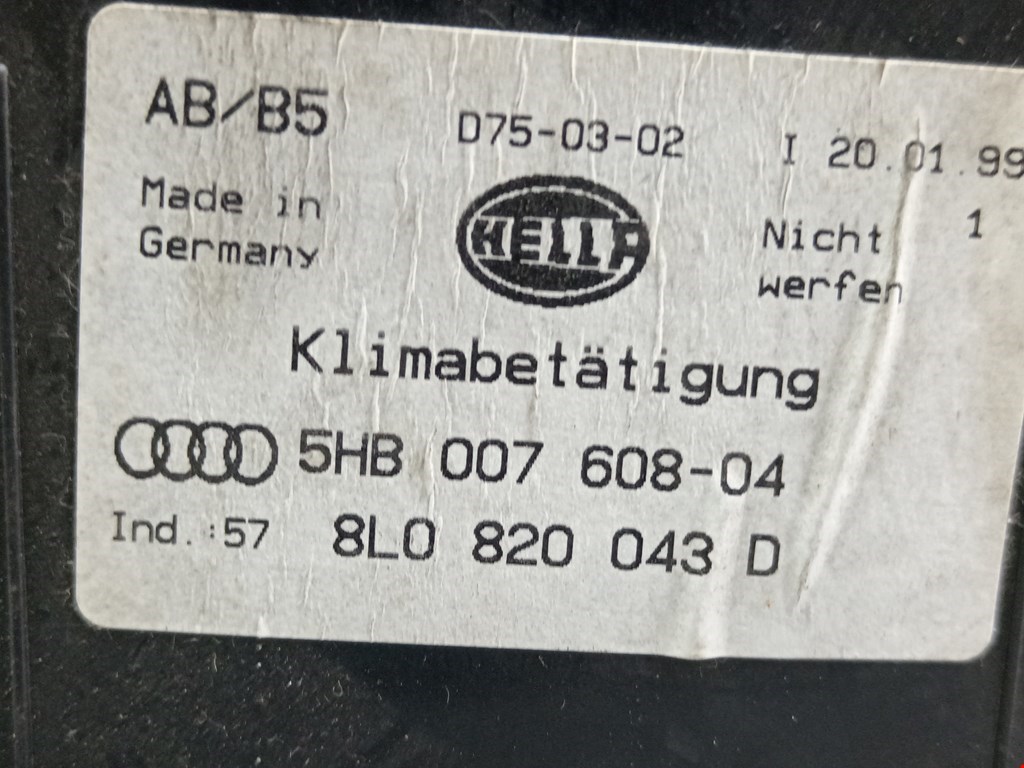 AB/B5 D75-03-02 I 20.01.99
Made in
Germany
HELLA
Nicht 1
werfen
Klimabetätigung
5HB 007 608-04
Ind.:57 8L0 820 043 D